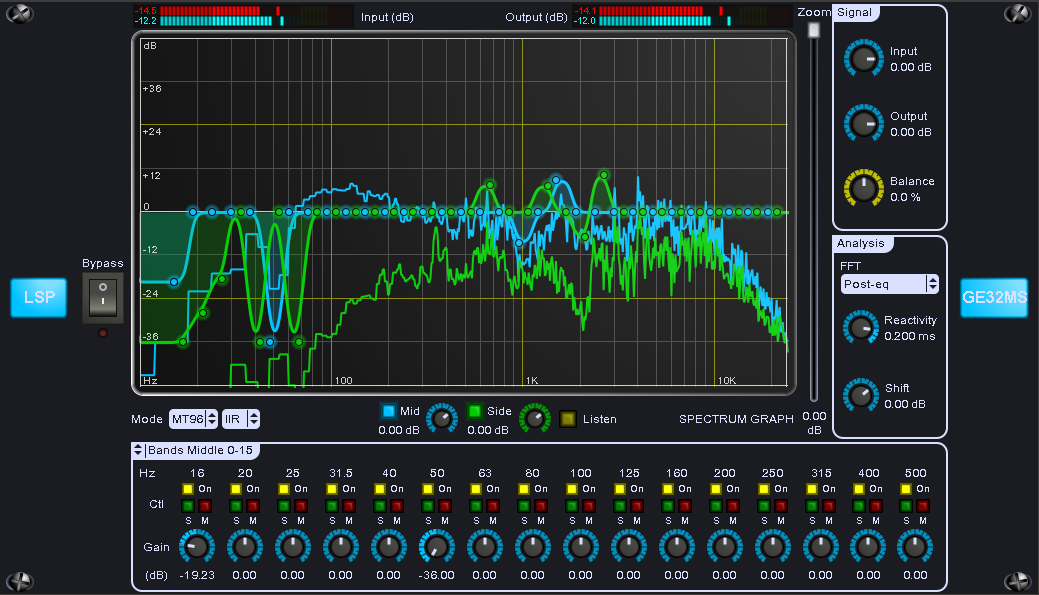 -14.5
-12.2
Input (dB)
Output (dB)
-14.1
-12.0
Zoom
Signal
dB
+36
+24
+12
0
-12
-24
-36
Hz
100
1K
10K
Input
0.00 dB
Output
0.00 dB
Balance
0.0 %
Analysis
FFT
Post-eq
Reactivity
0.200 ms
Shift
0.00 dB
Bypass
LSP
GE32MS
Mode
MT96
IIR
Mid
0.00 dB
Side
0.00 dB
Listen
SPECTRUM GRAPH
0.00
dB
Bands Middle 0-15
Hz 16 20 25 31.5 40 50 63 80 100 125 160 200 250 315 400 500
On On On On On On On On On On On On On On On On
Ctl
S M S M S M S M S M S M S M S M S M S M S M S M S M S M S M S M
Gain
(dB) -19.23 0.00 0.00 0.00 0.00 -36.00 0.00 0.00 0.00 0.00 0.00 0.00 0.00 0.00 0.00 0.00